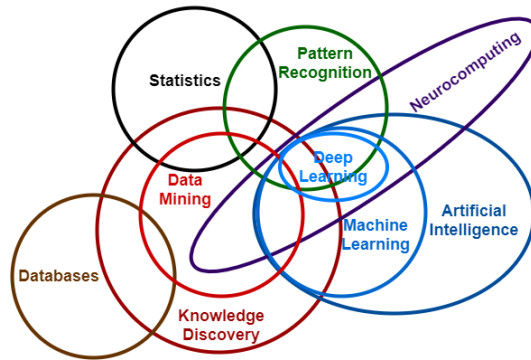 Statistics
Pattern
Recognition
Neurocomputing
Data
Mining
Deep
Learning
Machine
Learning
Artificial
Intelligence
Databases
Knowledge
Discovery